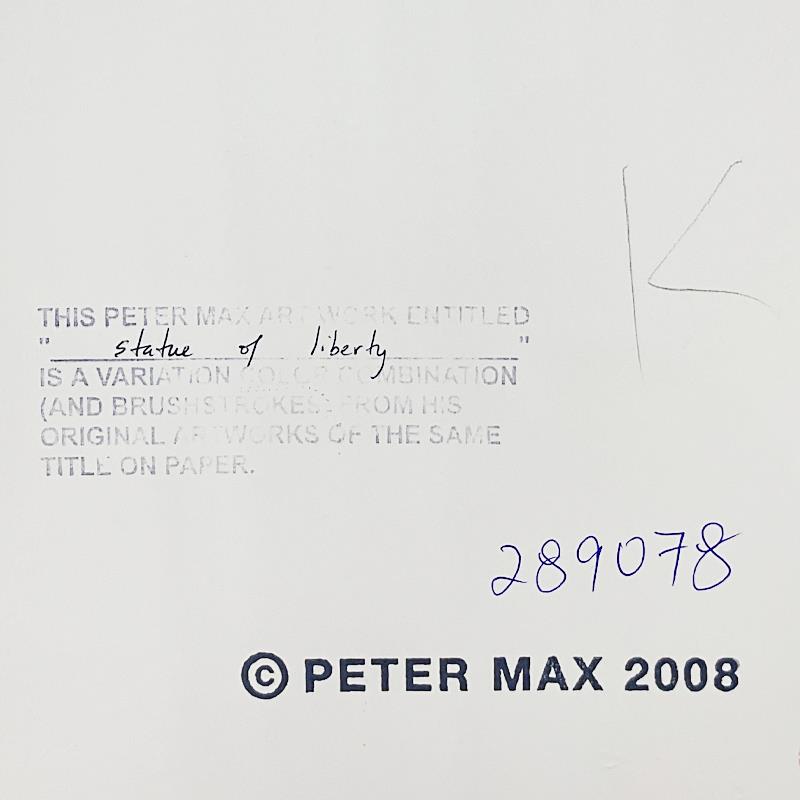 K
THIS PETER MAX ARTWORK ENTITLED
" statue of liberty "
IS A VARIATION COLOR COMBINATION
(AND BRUSHSTROKES) FROM HIS
ORIGINAL ARTWORKS OF THE SAME
TITLE ON PAPER.
289078
© PETER MAX 2008